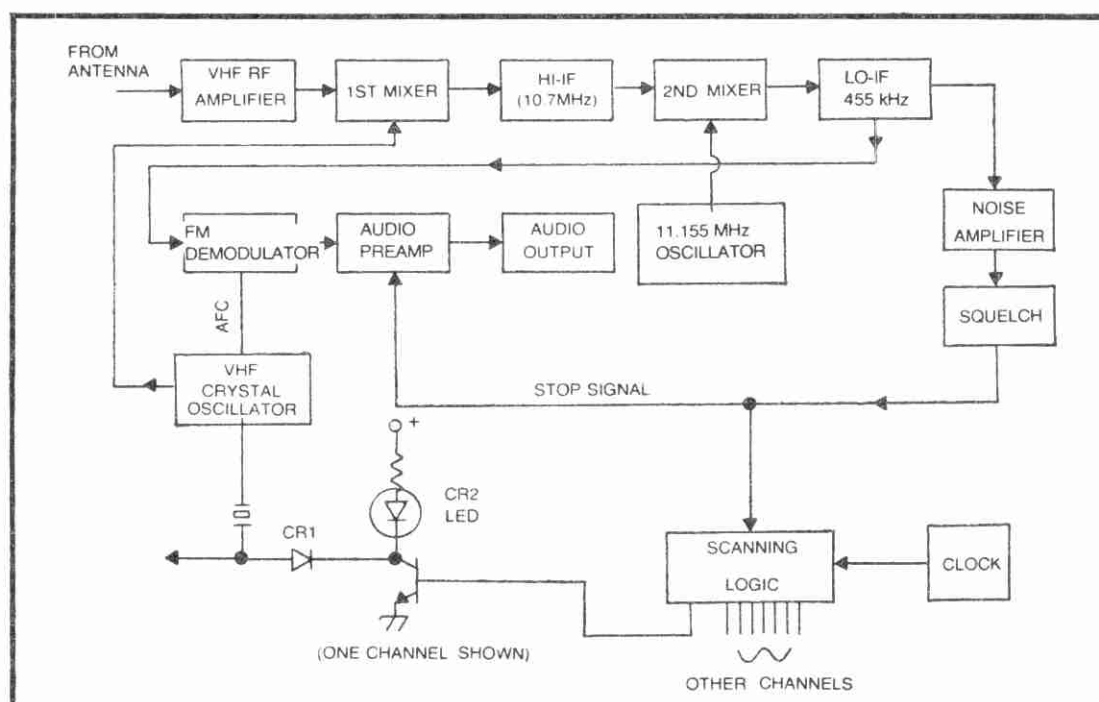 FROM
ANTENNA
VHF RF
AMPLIFIER
1ST MIXER
HI-IF
(10.7MHz)
2ND MIXER
LO-IF
455 kHz
FM
DEMODULATOR
AUDIO
PREAMP
AUDIO
OUTPUT
11.155 MHz
OSCILLATOR
NOISE
AMPLIFIER
SQUELCH
AFC
VHF
CRYSTAL
OSCILLATOR
STOP SIGNAL
+
CR2
LED
CR1
SCANNING
LOGIC
CLOCK
(ONE CHANNEL SHOWN)
OTHER CHANNELS